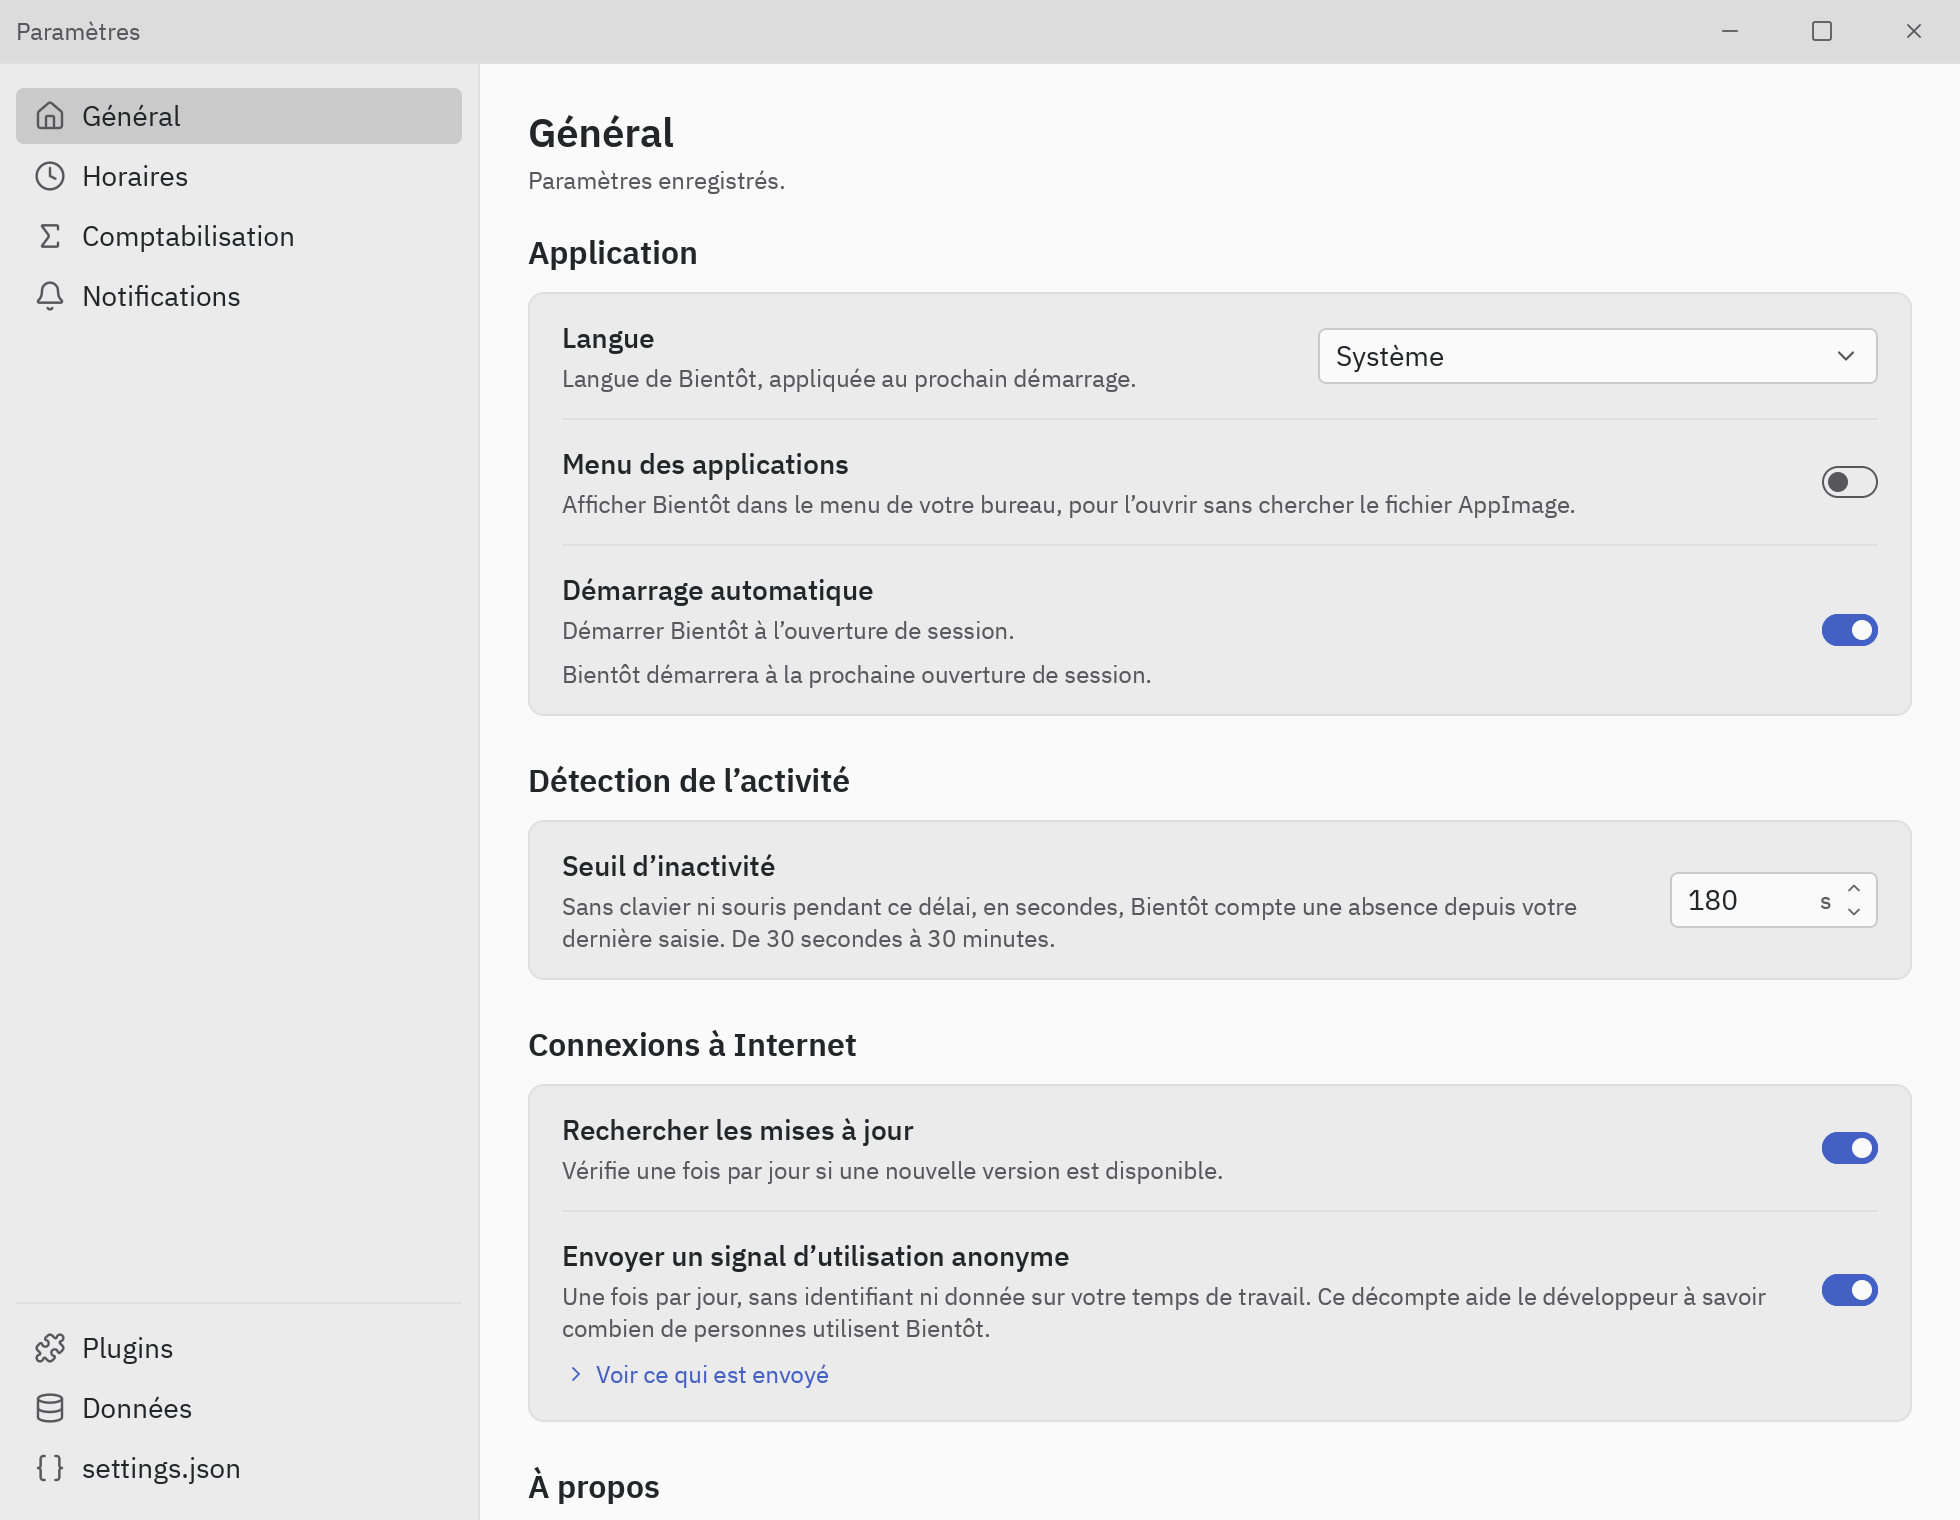 Paramètres
Général
Horaires
Comptabilisation
Notifications
Plugins
Données
settings.json
Général
Paramètres enregistrés.
Application
Langue
Langue de Bientôt, appliquée au prochain démarrage.
Système
Menu des applications
Afficher Bientôt dans le menu de votre bureau, pour l’ouvrir sans chercher le fichier AppImage.
Démarrage automatique
Démarrer Bientôt à l’ouverture de session.
Bientôt démarrera à la prochaine ouverture de session.
Détection de l’activité
Seuil d’inactivité
Sans clavier ni souris pendant ce délai, en secondes, Bientôt compte une absence depuis votre
dernière saisie. De 30 secondes à 30 minutes.
180 s
Connexions à Internet
Rechercher les mises à jour
Vérifie une fois par jour si une nouvelle version est disponible.
Envoyer un signal d’utilisation anonyme
Une fois par jour, sans identifiant ni donnée sur votre temps de travail. Ce décompte aide le développeur à savoir
combien de personnes utilisent Bientôt.
Voir ce qui est envoyé
À propos